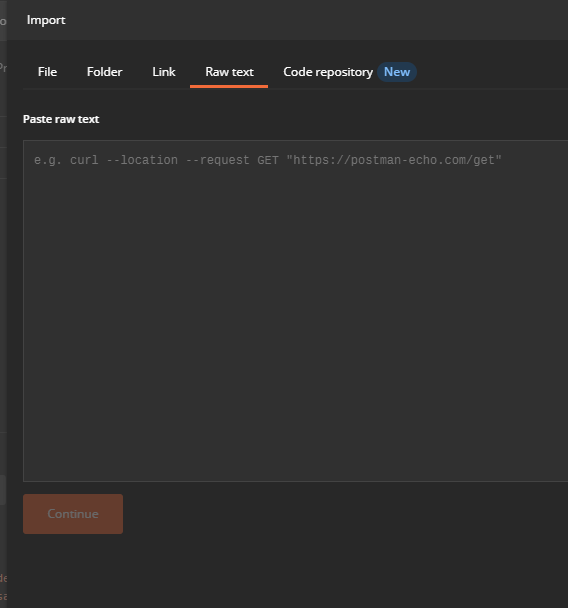 Import
File Folder Link Raw text Code repository New
Paste raw text
e.g. curl --location --request GET "https://postman-echo.com/get"
Continue